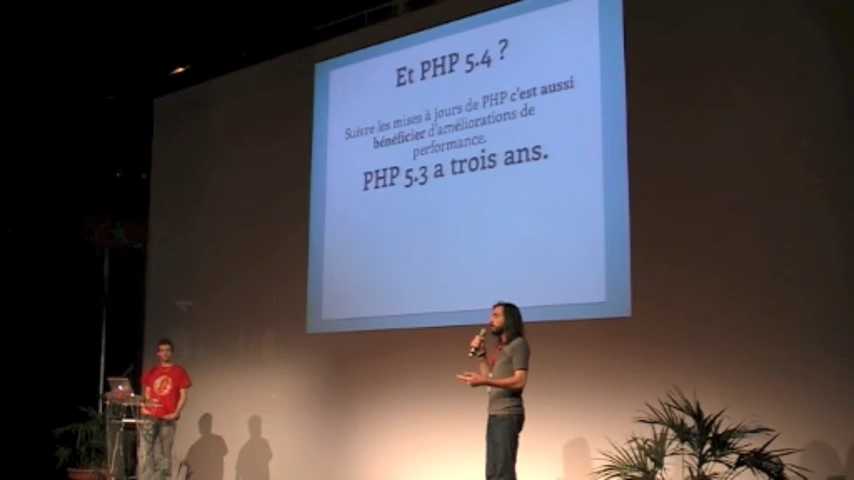 Et PHP 5.4 ?
Suivre les mises à jours de PHP c'est aussi
bénéficier d'améliorations de
performance.
PHP 5.3 a trois ans.